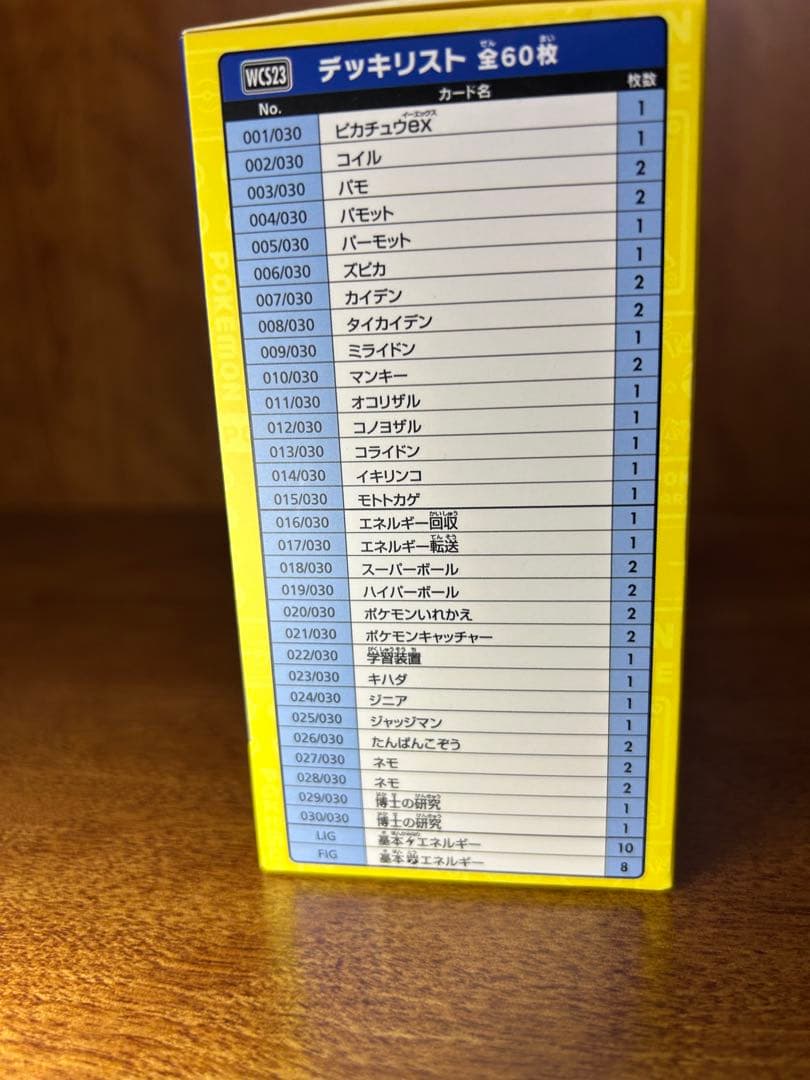 WCS23 デッキリスト 全60枚
No. カード名 枚数
001/030 ピカチュウex 1
002/030 コイル 1
003/030 パモ 2
004/030 パモット 2
005/030 パーモット 1
006/030 ズピカ 1
007/030 カイデン 2
008/030 タイカイデン 2
009/030 ミライドン 1
010/030 マンキー 2
011/030 オコリザル 1
012/030 コノヨザル 1
013/030 コライドン 1
014/030 イキリンコ 1
015/030 モトトカゲ 1
016/030 エネルギー回収 1
017/030 エネルギー転送 1
018/030 スーパーボール 2
019/030 ハイパーボール 2
020/030 ポケモンいれかえ 2
021/030 ポケモンキャッチャー 2
022/030 学習装置 1
023/030 キハダ 1
024/030 ジニア 1
025/030 ジャッジマン 1
026/030 たんぱんこぞう 2
027/030 ネモ 2
028/030 ネモ 2
029/030 博士の研究 1
030/030 博士の研究 1
LIG 基本エネルギー 10
FIG 基本エネルギー 8
POKEMON